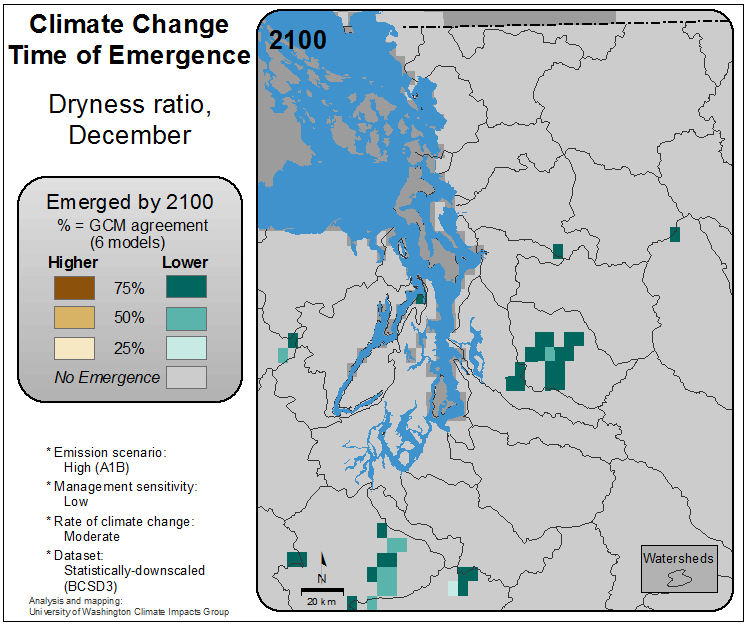 Climate Change
Time of Emergence
Dryness ratio,
December
Emerged by 2100
% = GCM agreement
(6 models)
Higher Lower
75%
50%
25%
No Emergence
* Emission scenario:
High (A1B)
* Management sensitivity:
Low
* Rate of climate change:
Moderate
* Dataset:
Statistically-downscaled
(BCSD3)
Analysis and mapping:
University of Washington Climate Impacts Group
2100
N
20 km
Watersheds